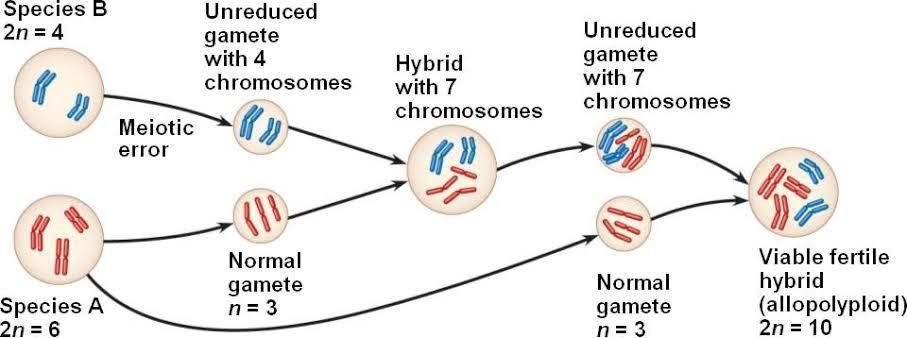 Species B
2n = 4
Unreduced
gamete
with 4
chromosomes
Meiotic
error
Hybrid
with 7
chromosomes
Unreduced
gamete
with 7
chromosomes
Species A
2n = 6
Normal
gamete
n = 3
Normal
gamete
n = 3
Viable fertile
hybrid
(allopolyploid)
2n = 10